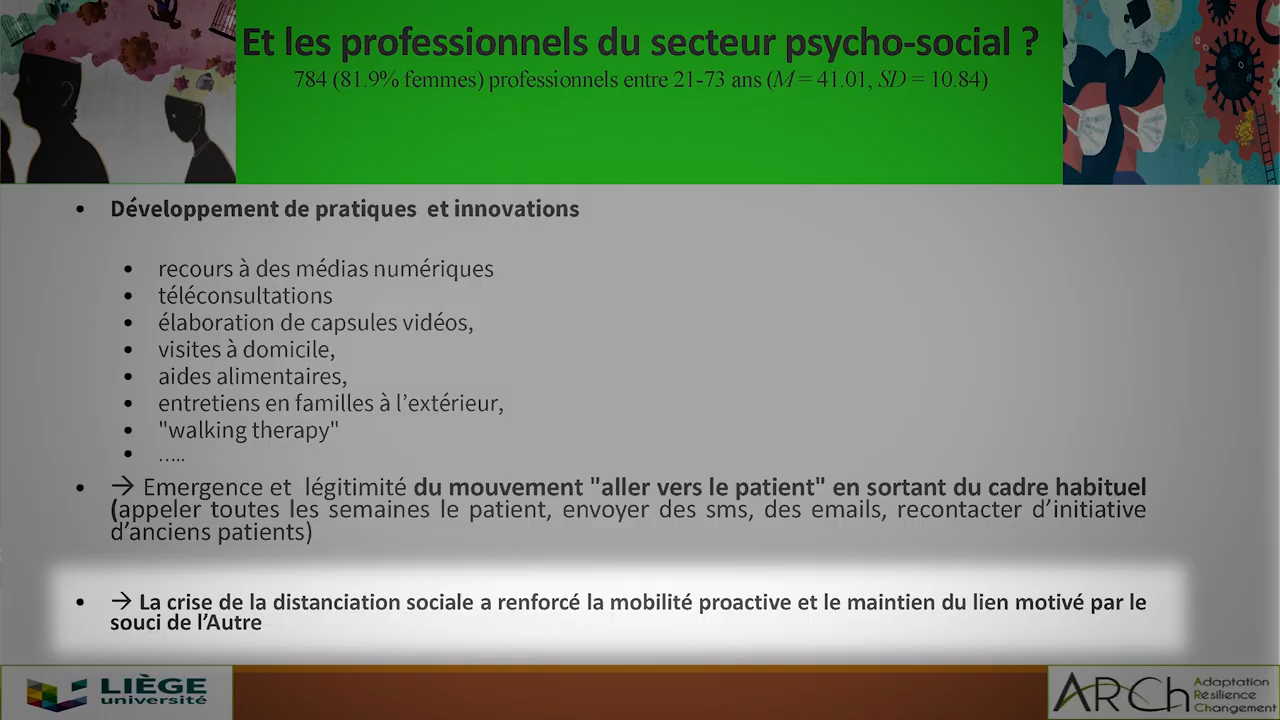 Et les professionnels du secteur psycho-social ?
784 (81.9% femmes) professionnels entre 21-73 ans (M = 41.01, SD = 10.84)
• Développement de pratiques et innovations
• recours à des médias numériques
• téléconsultations
• élaboration de capsules vidéos,
• visites à domicile,
• aides alimentaires,
• entretiens en familles à l’extérieur,
• "walking therapy"
• …..
• → Emergence et légitimité du mouvement "aller vers le patient" en sortant du cadre habituel
(appeler toutes les semaines le patient, envoyer des sms, des emails, recontacter d’initiative
d’anciens patients)
• → La crise de la distanciation sociale a renforcé la mobilité proactive et le maintien du lien motivé par le
souci de l’Autre
LIÈGE
université
ARCh
Adaptation
Résilience
Changement